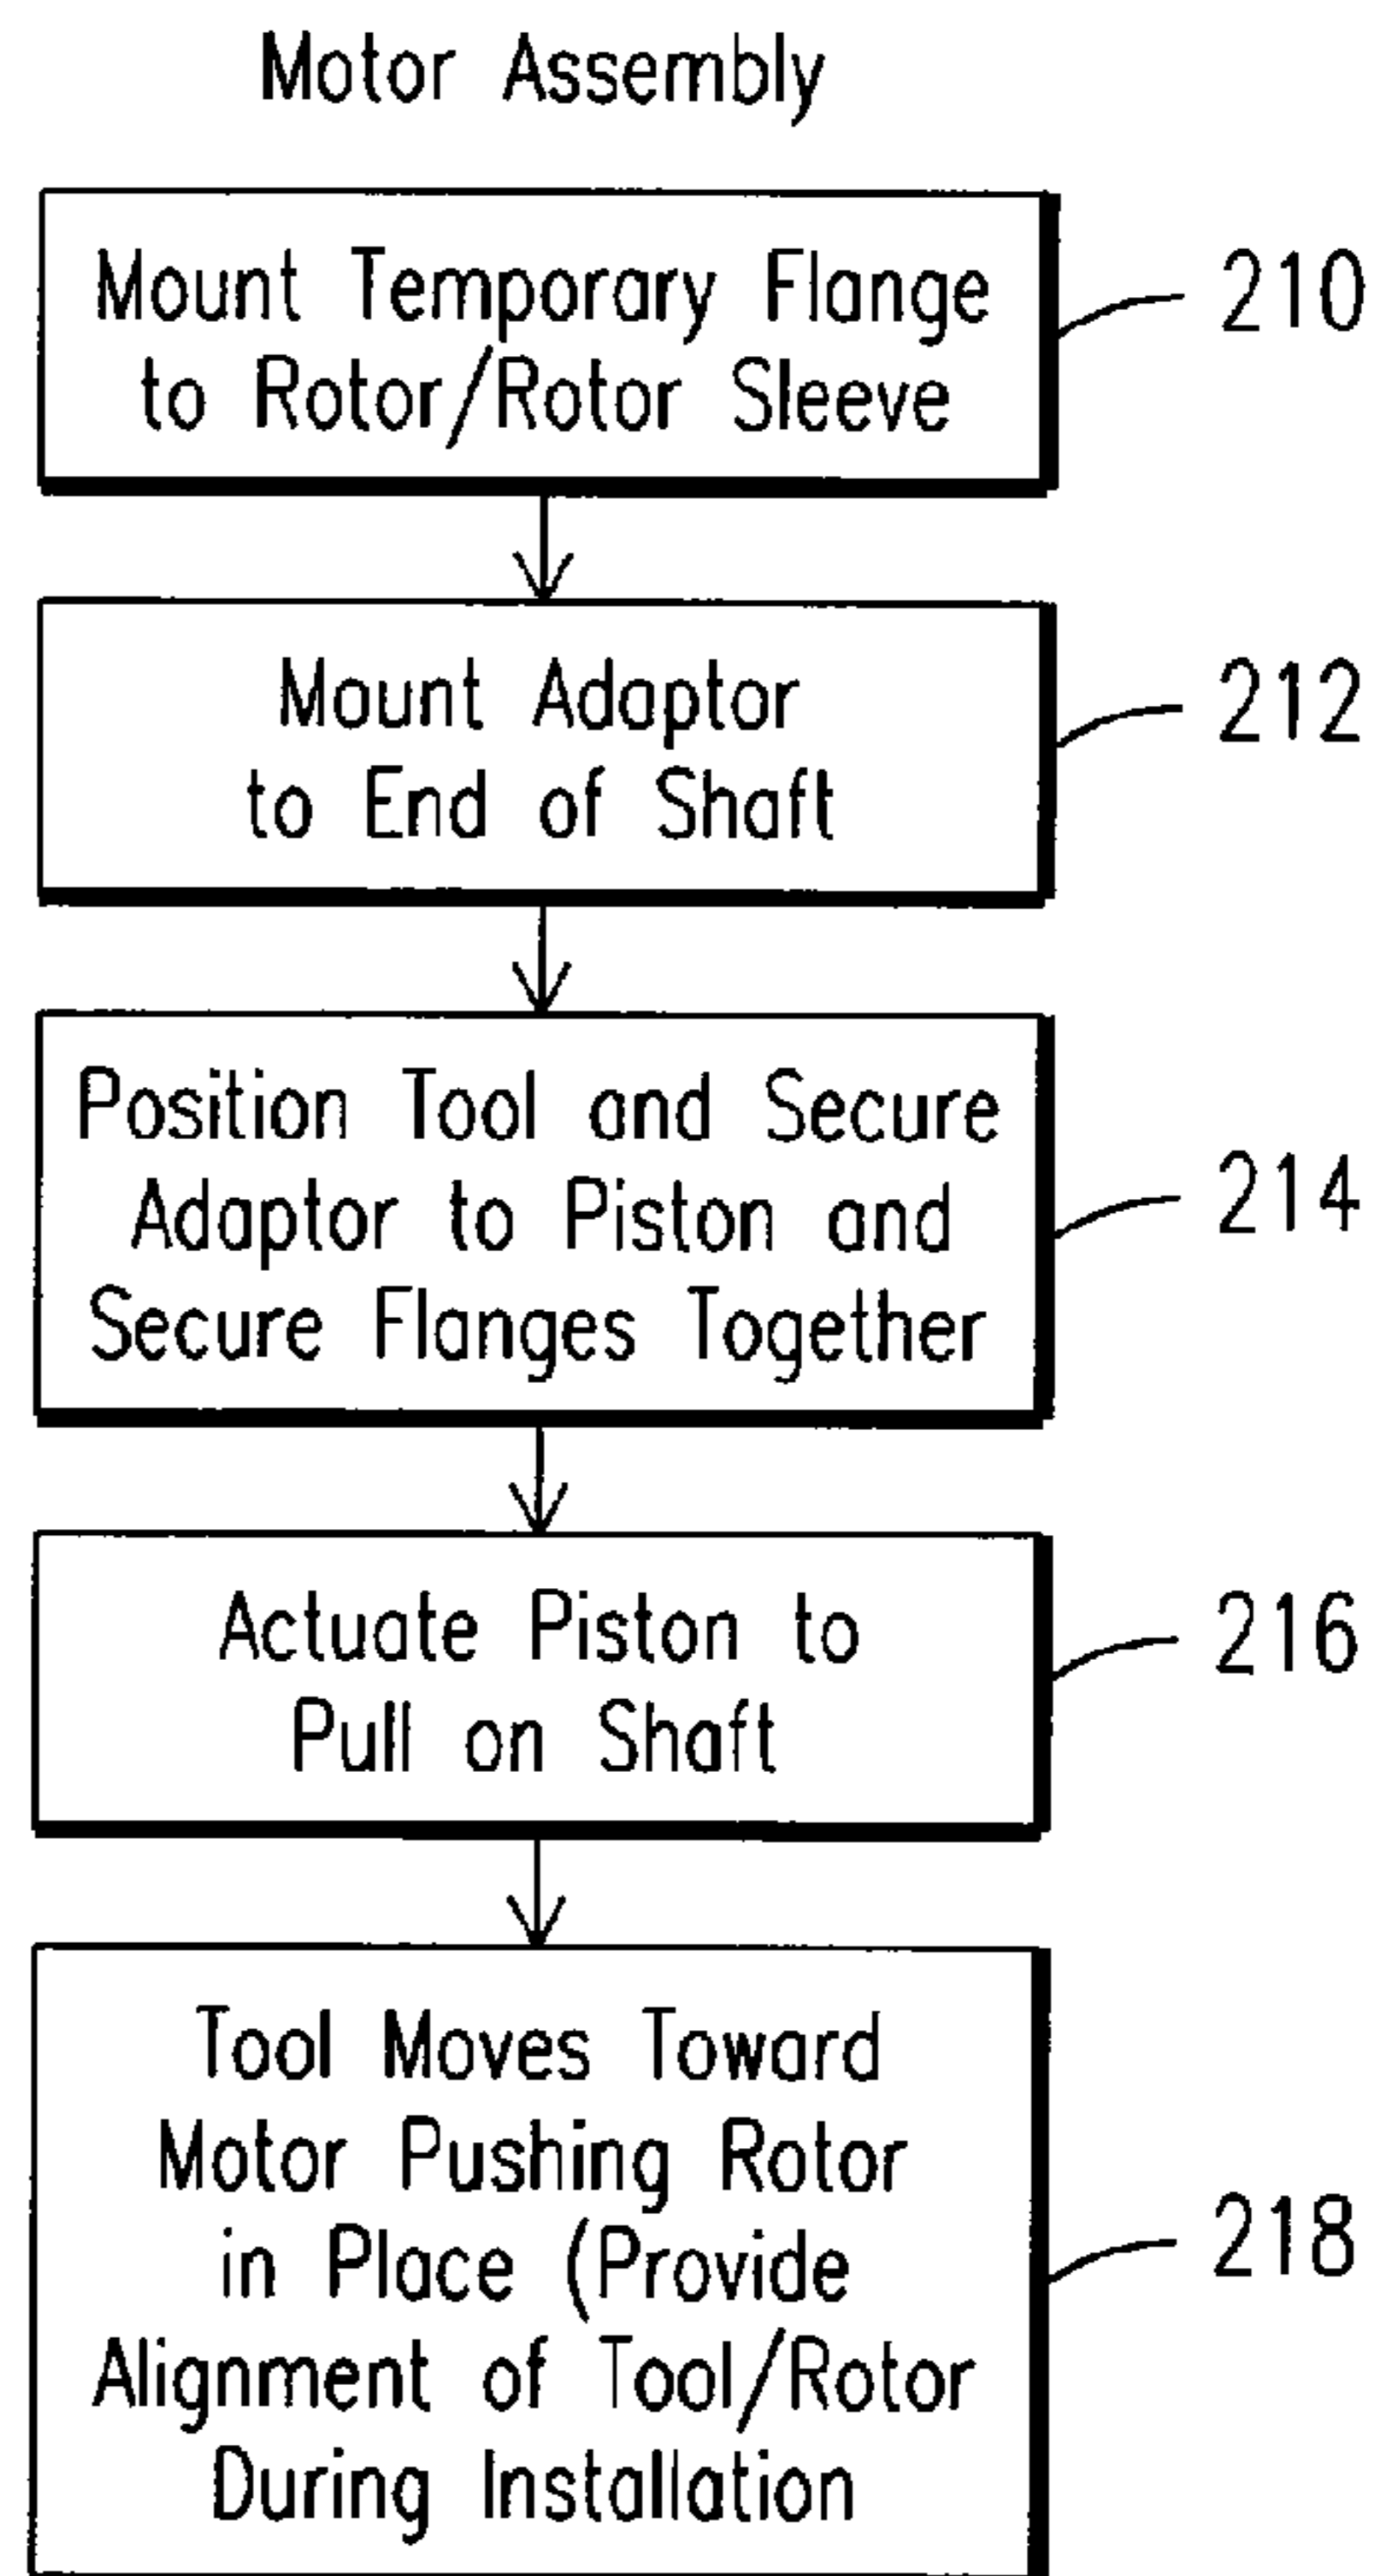 Motor Assembly
Mount Temporary Flange
to Rotor/Rotor Sleeve
210
Mount Adaptor
to End of Shaft
212
Position Tool and Secure
Adaptor to Piston and
Secure Flanges Together
214
Actuate Piston to
Pull on Shaft
216
Tool Moves Toward
Motor Pushing Rotor
in Place (Provide
Alignment of Tool/Rotor
During Installation
218